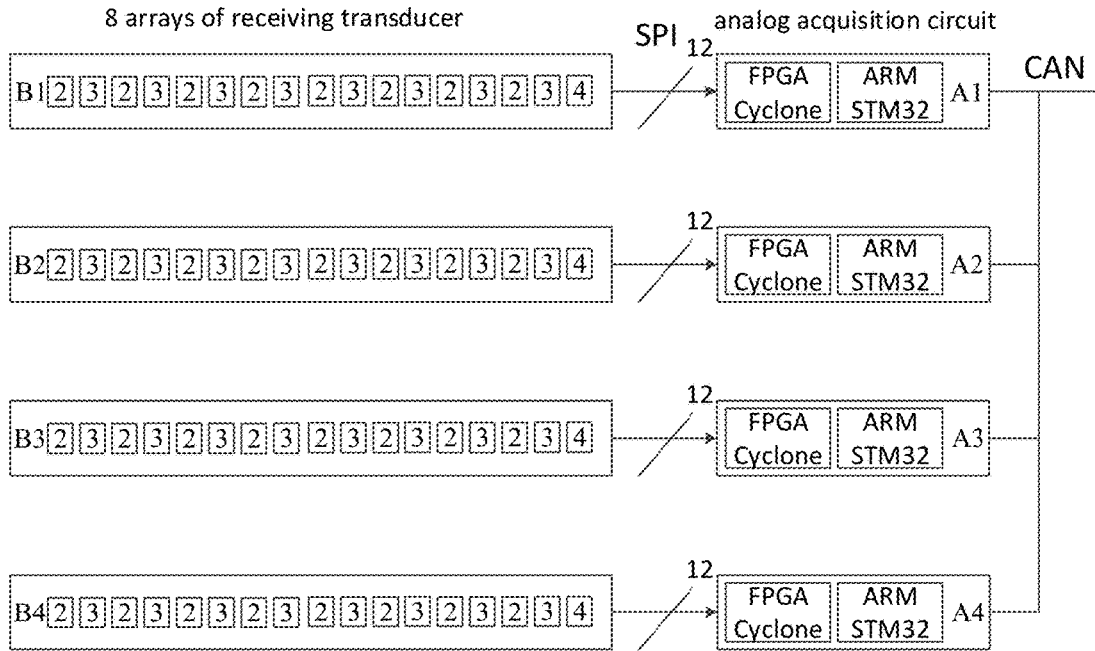 8 arrays of receiving transducer
analog acquisition circuit
SPI
CAN
12
B1 2 3 2 3 2 3 2 3 2 3 2 3 2 3 2 3 4
FPGA Cyclone
ARM STM32
A1
12
B2 2 3 2 3 2 3 2 3 2 3 2 3 2 3 2 3 4
FPGA Cyclone
ARM STM32
A2
12
B3 2 3 2 3 2 3 2 3 2 3 2 3 2 3 2 3 4
FPGA Cyclone
ARM STM32
A3
12
B4 2 3 2 3 2 3 2 3 2 3 2 3 2 3 2 3 4
FPGA Cyclone
ARM STM32
A4